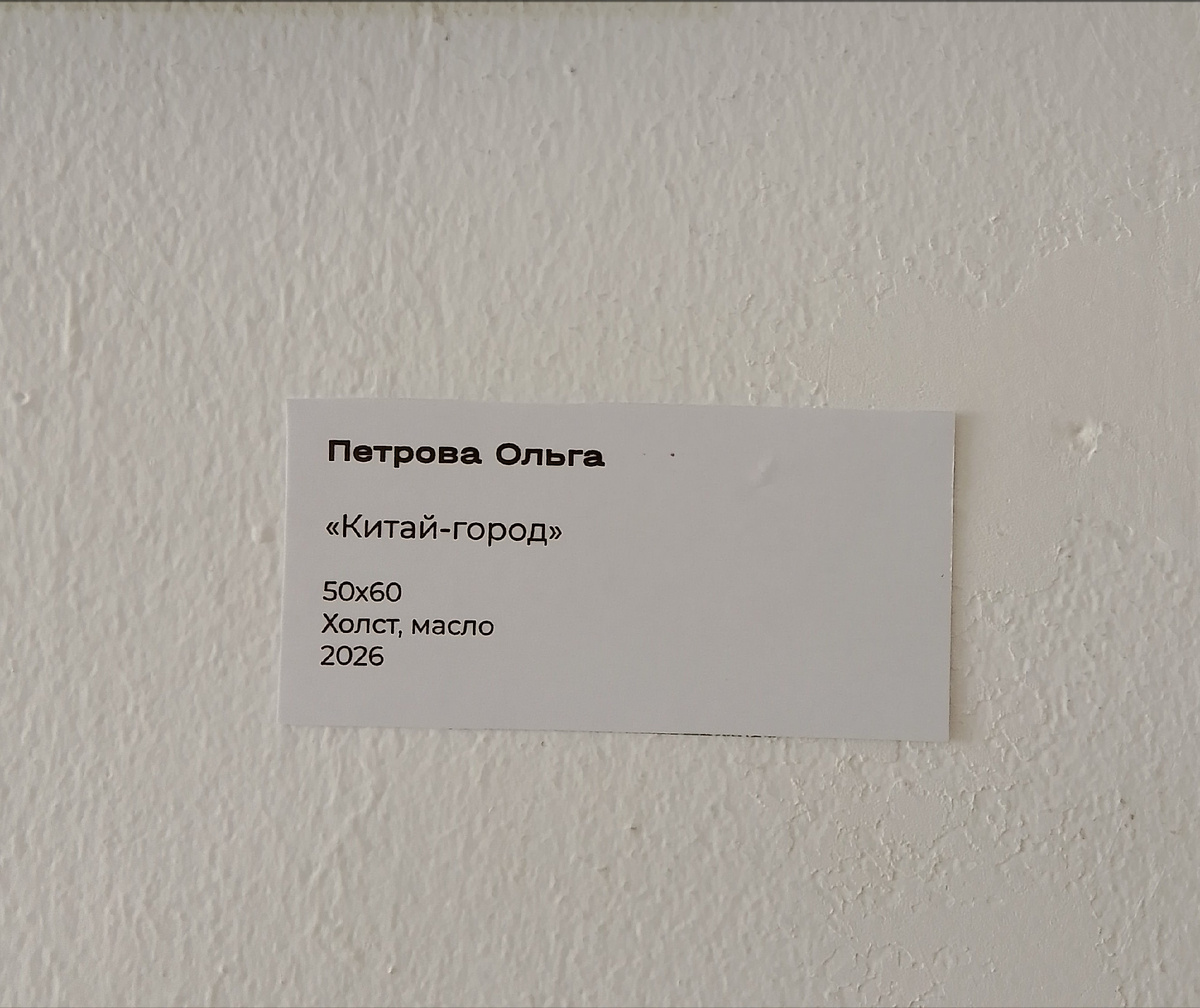 Петрова Ольга
«Китай-город»
50x60
Холст, масло
2026